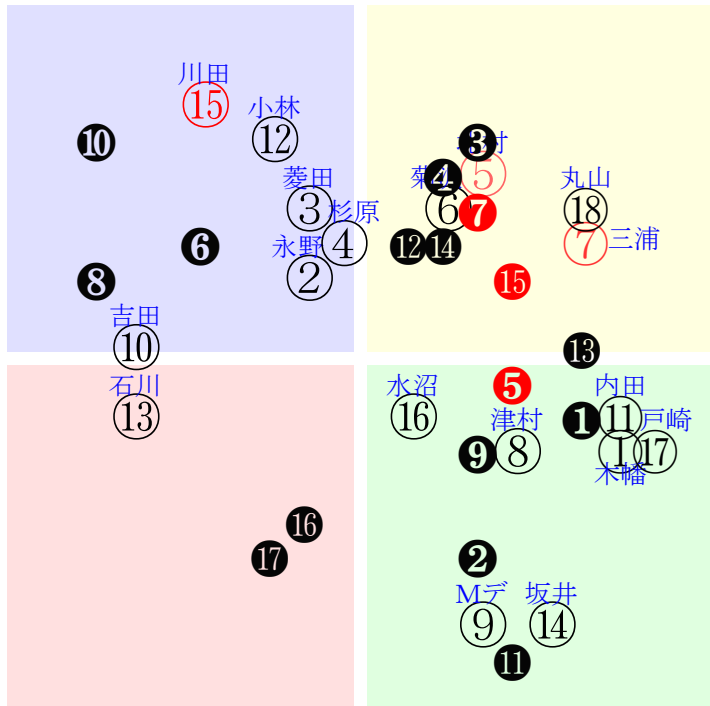 川田
⑮
小林
⑫
❿
菱田
③
杉原
④
永野
②
❻
❽
吉田
⑩
❸
⑤
❹
⑥
❼
⓬
⓮
丸山
⑱
⑦
三浦
⓯
⓭
石川
⑬
⓰
⓱
水沼
⑯
❺
津村
⑧
❾
内田
⑪
❶
戸崎
⑰
①
木幡
❷
Mデ
⑨
坂井
⑭
⓫